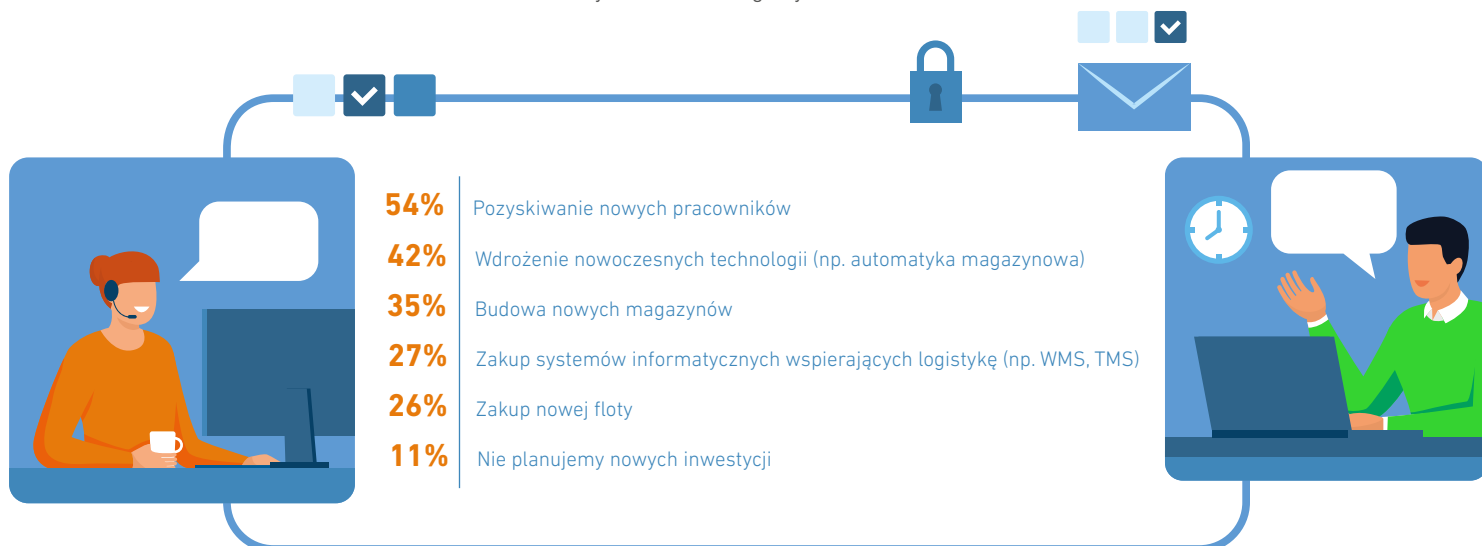 54% Pozyskiwanie nowych pracowników
42% Wdrożenie nowoczesnych technologii (np. automatyka magazynowa)
35% Budowa nowych magazynów
27% Zakup systemów informatycznych wspierających logistykę (np. WMS, TMS)
26% Zakup nowej floty
11% Nie planujemy nowych inwestycji